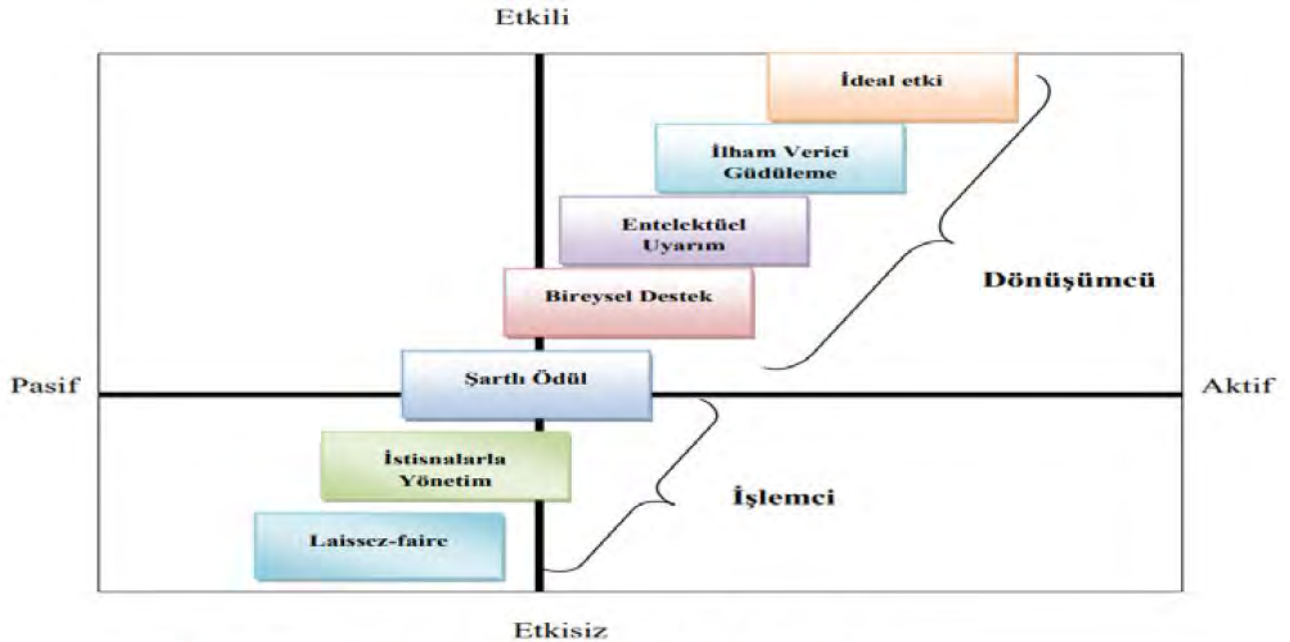 Etkili
İdeal etki
İlham Verici
Güdüleme
Entelektüel
Uyarım
Dönüşümcü
Bireysel Destek
Şartlı Ödül
Pasif
Aktif
İstisnalarla
Yönetim
İşlemci
Laissez-faire
Etkisiz